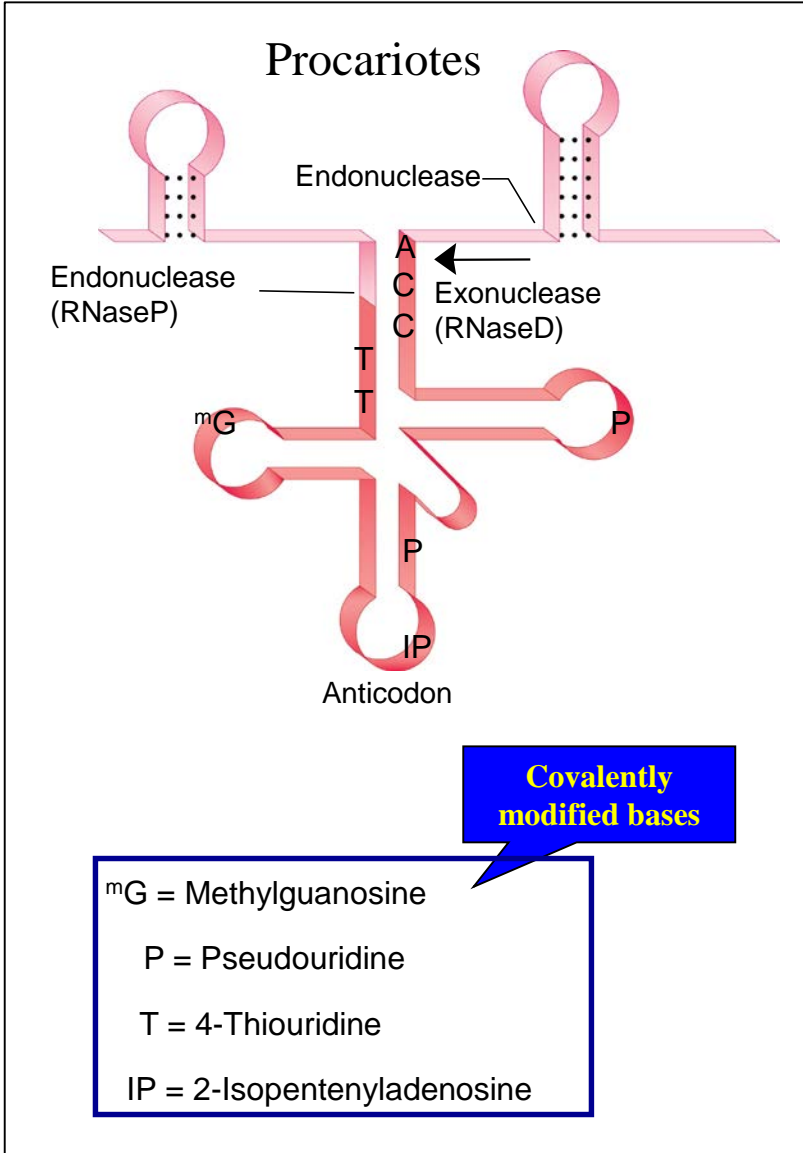 Procariotes
Endonuclease
Endonuclease
(RNaseP)
A
C
C
Exonuclease
(RNaseD)
T
T
mG
P
P
IP
Anticodon
Covalently
modified bases
mG = Methylguanosine
P = Pseudouridine
T = 4-Thiouridine
IP = 2-Isopentenyladenosine